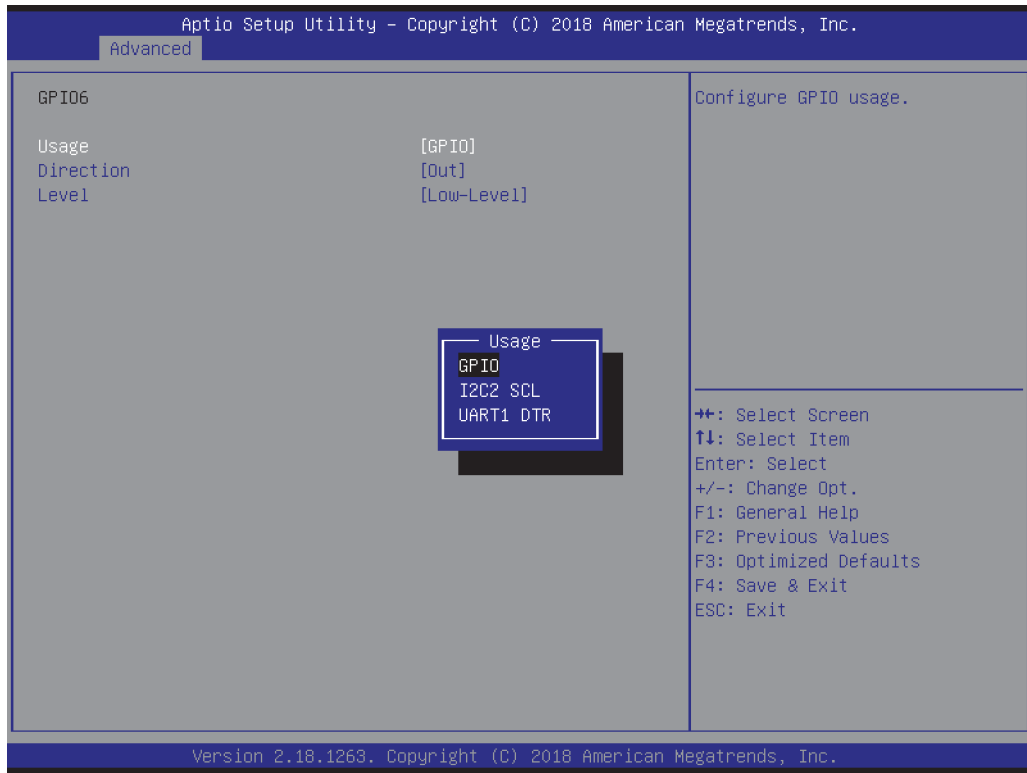 Aptio Setup Utility – Copyright (C) 2018 American Megatrends, Inc.
Advanced
GPIO6
Usage [GPIO]
Direction [Out]
Level [Low-Level]
Usage
GPIO
I2C2 SCL
UART1 DTR
Configure GPIO usage.
→←: Select Screen
↑↓: Select Item
Enter: Select
+/-: Change Opt.
F1: General Help
F2: Previous Values
F3: Optimized Defaults
F4: Save & Exit
ESC: Exit
Version 2.18.1263. Copyright (C) 2018 American Megatrends, Inc.